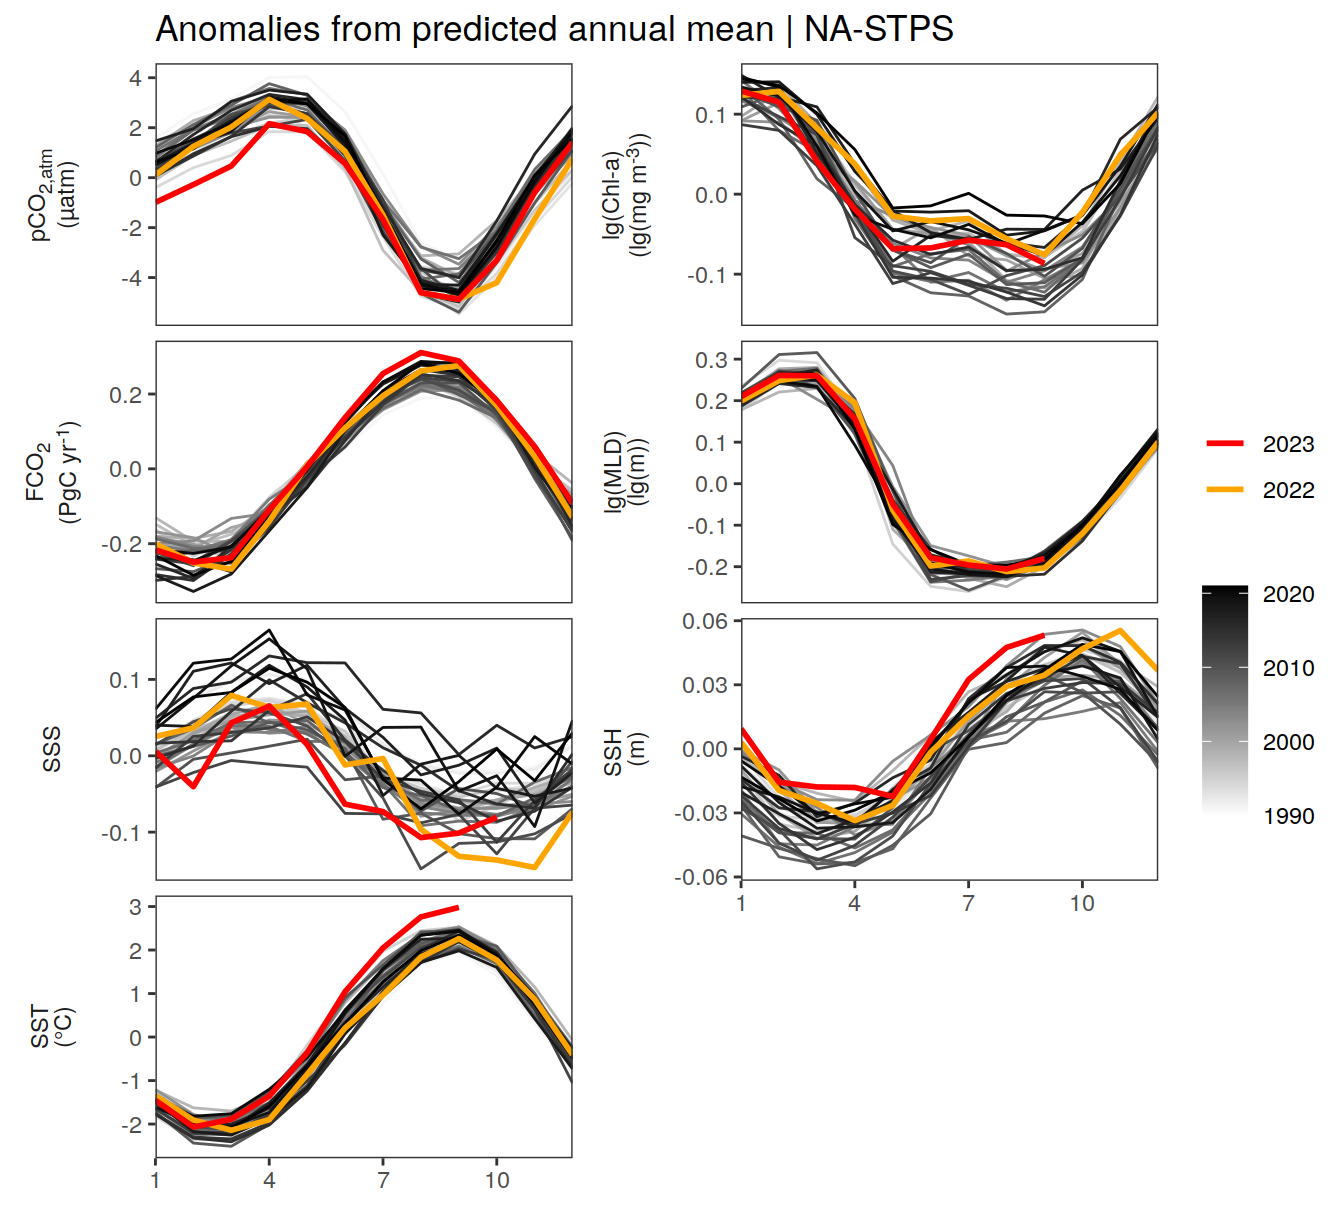 Anomalies from predicted annual mean | NA-STPS
pCO2,atm
(µatm)
4
2
0
-2
-4
lg(Chl-a)
(lg(mg m-3))
0.1
0.0
-0.1
FCO2
(PgC yr-1)
0.2
0.0
-0.2
lg(MLD)
(lg(m))
0.3
0.2
0.1
0.0
-0.1
-0.2
SSS
0.1
0.0
-0.1
SSH
(m)
0.06
0.03
0.00
-0.03
-0.06
1 4 7 10
SST
(°C)
3
2
1
0
-1
-2
1 4 7 10
2023
2022
2020
2010
2000
1990